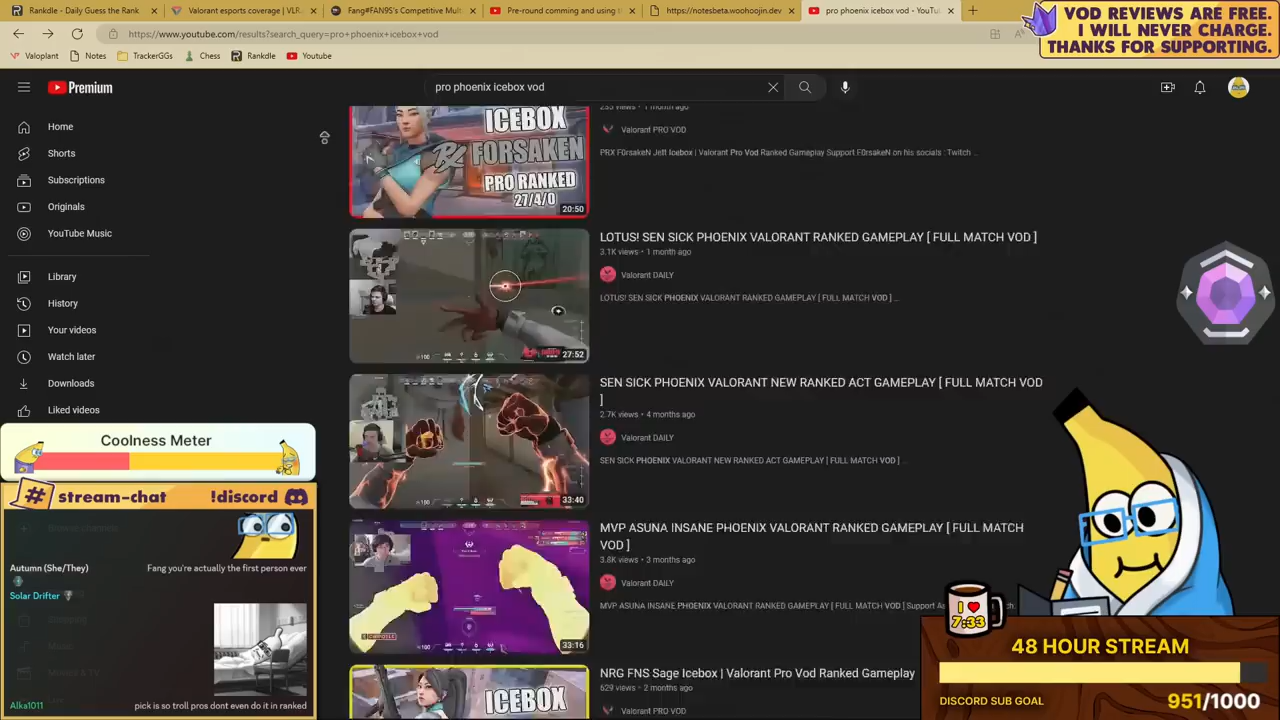 Rankdle - Daily Guess the Rank
Valorant esports coverage | VLR.
Fang#FAN9S's Competitive Mult
Pre-round comming and using t
https://notesbeta.woohoojin.dev
pro phoenix icebox vod - YouTu
https://www.youtube.com/results?search_query=pro+phoenix+icebox+vod
Valoplant
Notes
TrackerGGs
Chess
Rankdle
Youtube
VOD REVIEWS ARE FREE.
I WILL NEVER CHARGE.
THANKS FOR SUPPORTING.
Premium
pro phoenix icebox vod
Home
Shorts
Subscriptions
Originals
YouTube Music
Library
History
Your videos
Watch later
Downloads
Liked videos
ICEBOX
FORSAKEN
PRO RANKED
27/4/0
20:50
235 views • 1 month ago
Valorant PRO VOD
PRX F0rsakeN Jett Icebox | Valorant Pro Vod Ranked Gameplay Support F0rsakeN on his socials : Twitch ...
27:52
LOTUS! SEN SICK PHOENIX VALORANT RANKED GAMEPLAY [ FULL MATCH VOD ]
3.1K views • 1 month ago
Valorant DAILY
LOTUS! SEN SICK PHOENIX VALORANT RANKED GAMEPLAY [ FULL MATCH VOD ] ...
33:40
SEN SICK PHOENIX VALORANT NEW RANKED ACT GAMEPLAY [ FULL MATCH VOD
]
2.7K views • 4 months ago
Valorant DAILY
SEN SICK PHOENIX VALORANT NEW RANKED ACT GAMEPLAY [ FULL MATCH VOD ] ...
CHIPOTLE
33:16
MVP ASUNA INSANE PHOENIX VALORANT RANKED GAMEPLAY [ FULL MATCH
VOD ]
3.8K views • 3 months ago
Valorant DAILY
MVP ASUNA INSANE PHOENIX VALORANT RANKED GAMEPLAY [ FULL MATCH VOD ] Support
ICEBOX
NRG FNS Sage Icebox | Valorant Pro Vod Ranked Gameplay
629 views • 2 months ago
Valorant PRO VOD
Coolness Meter
# stream-chat
!discord
Autumn (She/They)
Fang you're actually the first person ever
Solar Drifter
Alka1011
pick is so troll pros dont even do it in ranked
I ♥
7:33
48 HOUR STREAM
DISCORD SUB GOAL
951/1000